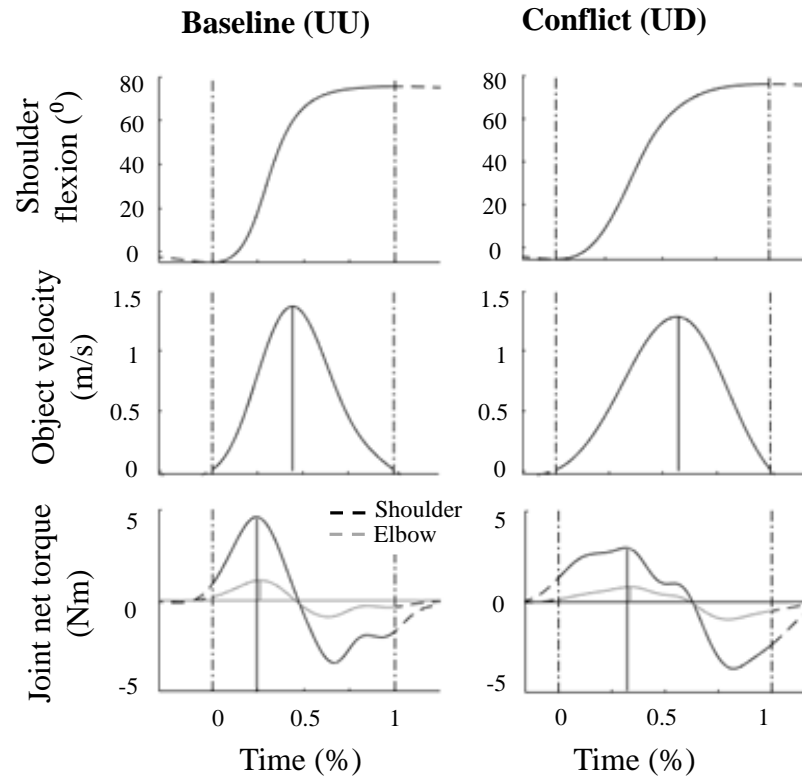 Baseline (UU)
Conflict (UD)
Shoulder
flexion (⁰)
80
60
40
20
0
80
60
40
20
0
Object velocity
(m/s)
1.5
1
0.5
0
1.5
1
0.5
0
Joint net torque
(Nm)
5
0
-5
Shoulder
Elbow
5
0
-5
0
0.5
1
0
0.5
1
Time (%)
Time (%)